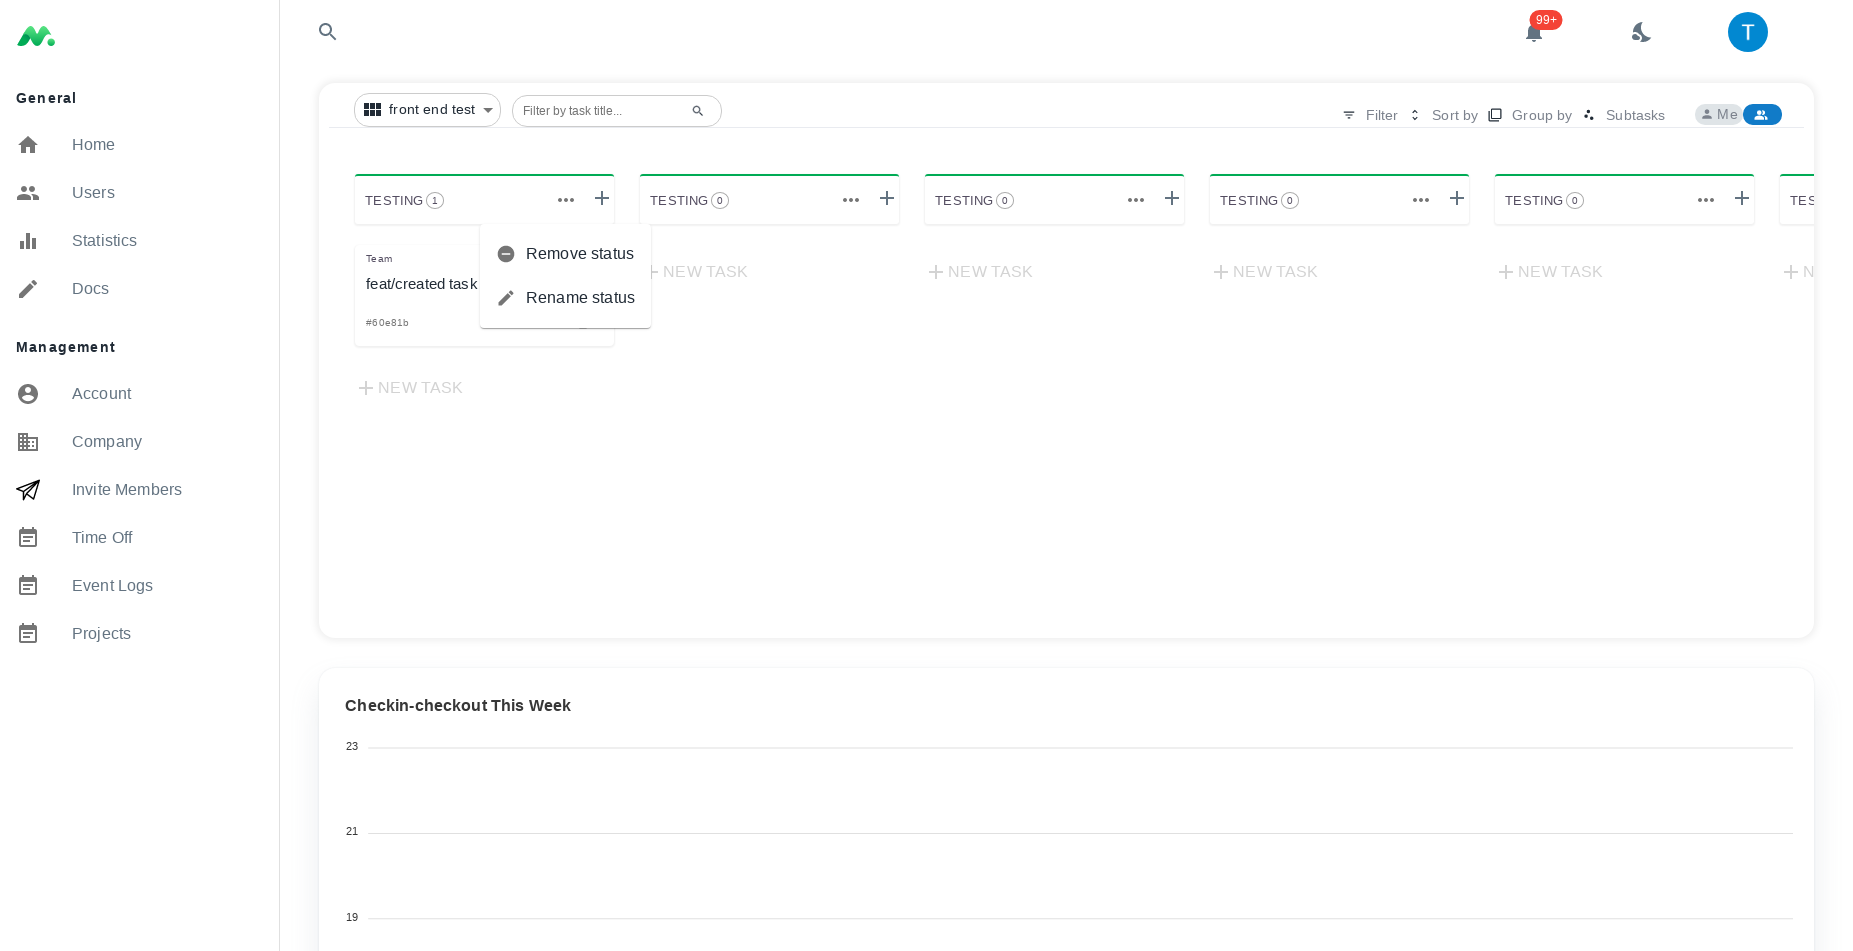 99+
T
General
Home
Users
Statistics
Docs
Management
Account
Company
Invite Members
Time Off
Event Logs
Projects
front end test
Filter by task title...
Filter
Sort by
Group by
Subtasks
Me
TESTING 1
TESTING 0
TESTING 0
TESTING 0
TESTING 0
TES
Remove status
Rename status
Team
feat/created task
#60e81b
NEW TASK
NEW TASK
NEW TASK
NEW TASK
NEW TASK
N
Checkin-checkout This Week
23
21
19